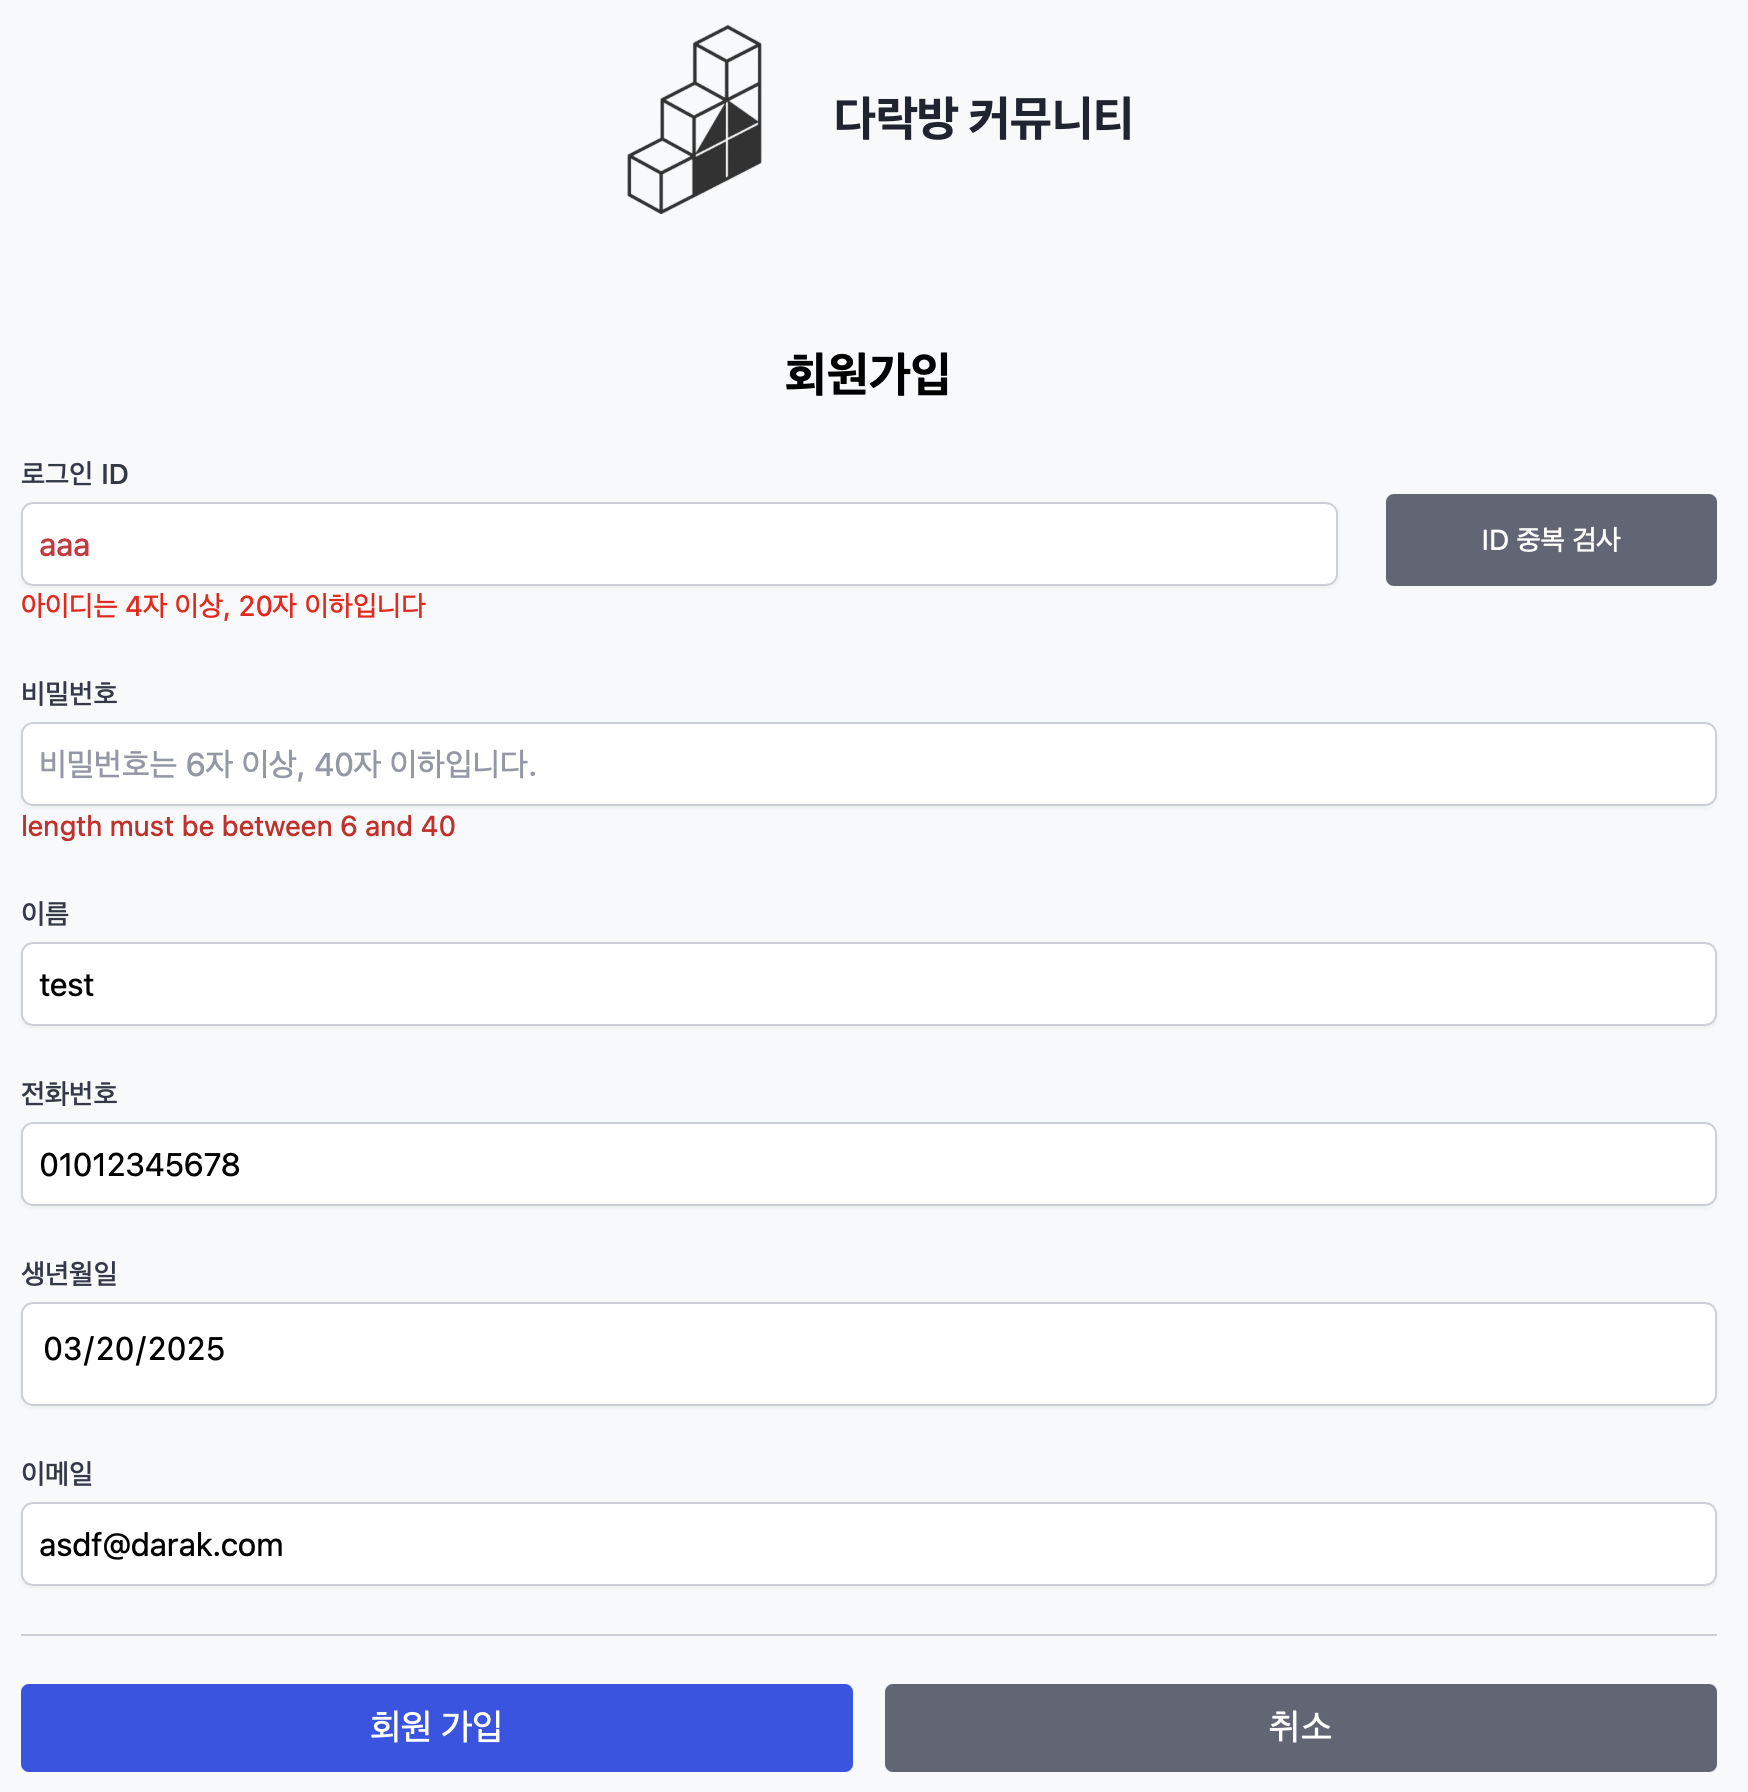 다락방 커뮤니티
회원가입
로그인 ID
aaa
ID 중복 검사
아이디는 4자 이상, 20자 이하입니다
비밀번호
비밀번호는 6자 이상, 40자 이하입니다.
length must be between 6 and 40
이름
test
전화번호
01012345678
생년월일
03/20/2025
이메일
asdf@darak.com
회원 가입
취소